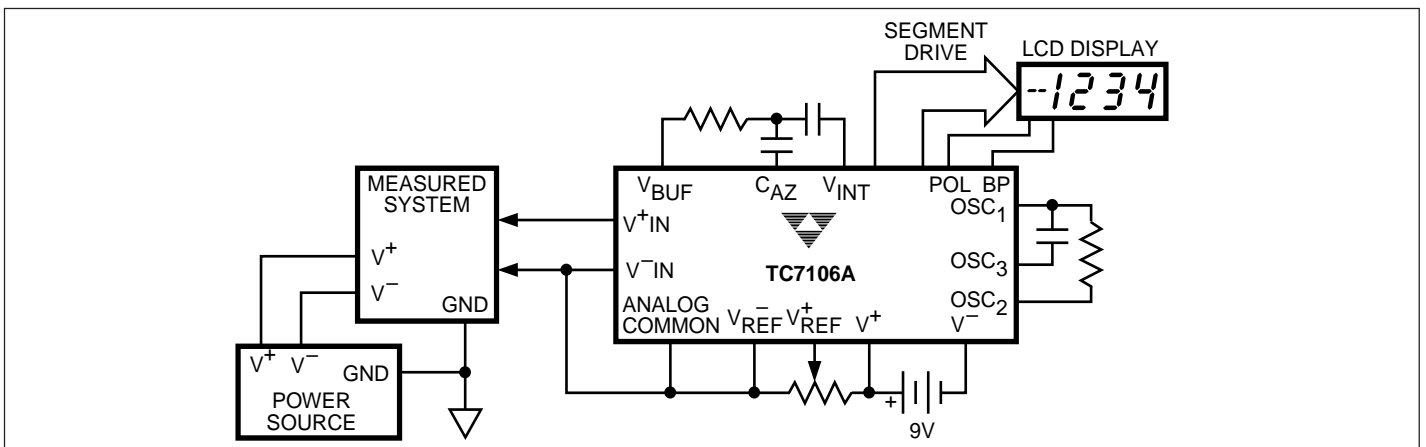 SEGMENT
DRIVE
LCD DISPLAY
--1234
MEASURED
SYSTEM
V+
V–
GND
V+
V–
GND
POWER
SOURCE
VBUF
CAZ
VINT
POL
BP
V+IN
V–IN
TC7106A
OSC1
OSC3
OSC2
ANALOG
COMMON
V–REF
V+REF
V+
V–
+
9V